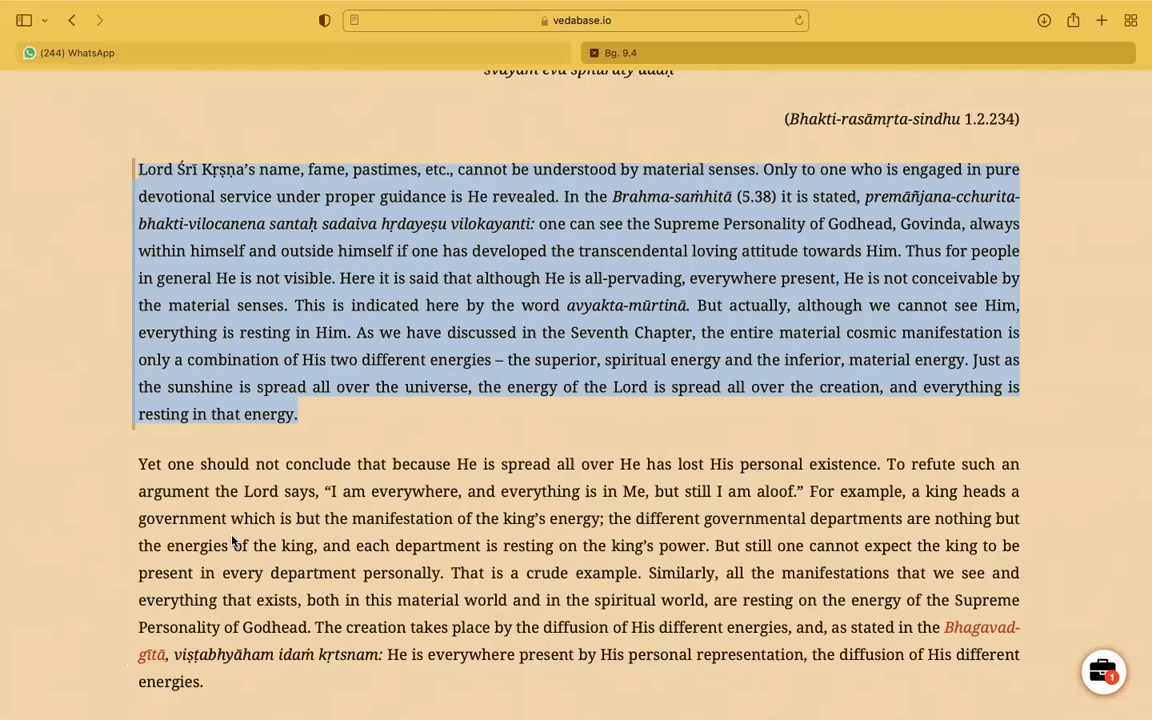 vedabase.io
(244) WhatsApp
Bg. 9.4
svayam eva sphuraty adaḥ
(Bhakti-rasāmṛta-sindhu 1.2.234)
Lord Śrī Kṛṣṇa’s name, fame, pastimes, etc., cannot be understood by material senses. Only to one who is engaged in pure
devotional service under proper guidance is He revealed. In the Brahma-saṁhitā (5.38) it is stated, premāñjana-cchurita-
bhakti-vilocanena santaḥ sadaiva hṛdayeṣu vilokayanti: one can see the Supreme Personality of Godhead, Govinda, always
within himself and outside himself if one has developed the transcendental loving attitude towards Him. Thus for people
in general He is not visible. Here it is said that although He is all-pervading, everywhere present, He is not conceivable by
the material senses. This is indicated here by the word avyakta-mūrtinā. But actually, although we cannot see Him,
everything is resting in Him. As we have discussed in the Seventh Chapter, the entire material cosmic manifestation is
only a combination of His two different energies – the superior, spiritual energy and the inferior, material energy. Just as
the sunshine is spread all over the universe, the energy of the Lord is spread all over the creation, and everything is
resting in that energy.
Yet one should not conclude that because He is spread all over He has lost His personal existence. To refute such an
argument the Lord says, “I am everywhere, and everything is in Me, but still I am aloof.” For example, a king heads a
government which is but the manifestation of the king’s energy; the different governmental departments are nothing but
the energies of the king, and each department is resting on the king’s power. But still one cannot expect the king to be
present in every department personally. That is a crude example. Similarly, all the manifestations that we see and
everything that exists, both in this material world and in the spiritual world, are resting on the energy of the Supreme
Personality of Godhead. The creation takes place by the diffusion of His different energies, and, as stated in the Bhagavad-
gītā, viṣṭabhyāham idaṁ kṛtsnam: He is everywhere present by His personal representation, the diffusion of His different
energies.
1